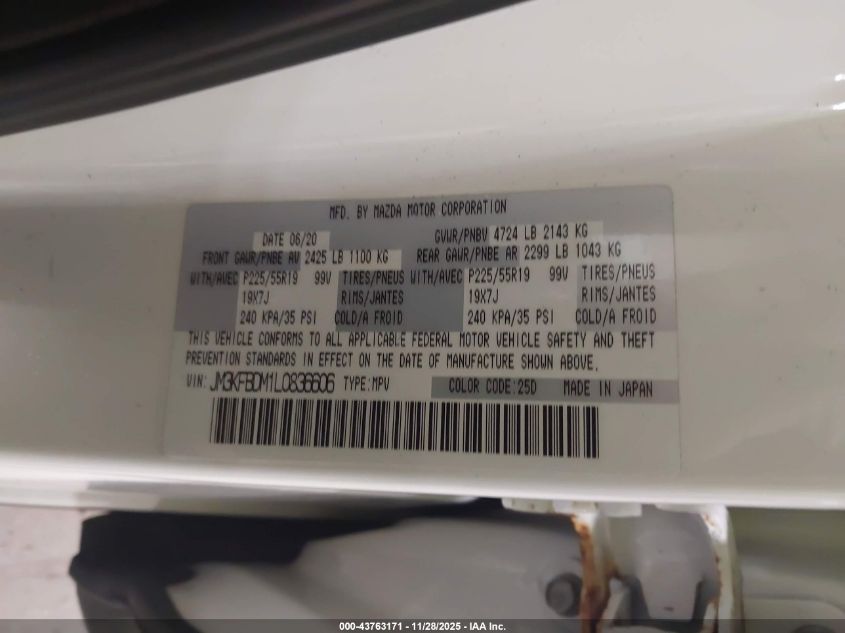 MFD. BY MAZDA MOTOR CORPORATION
DATE 06/20 GVWR/PNBV 4724 LB 2143 KG
FRONT GAWR/PNBE AV 2425 LB 1100 KG REAR GAWR/PNBE AR 2299 LB 1043 KG
WITH/AVEC P225/55R19 99V TIRES/PNEUS WITH/AVEC P225/55R19 99V TIRES/PNEUS
19X7J RIMS/JANTES 19X7J RIMS/JANTES
240 KPA/35 PSI COLD/A FROID 240 KPA/35 PSI COLD/A FROID
THIS VEHICLE CONFORMS TO ALL APPLICABLE FEDERAL MOTOR VEHICLE SAFETY AND THEFT
PREVENTION STANDARDS IN EFFECT ON THE DATE OF MANUFACTURE SHOWN ABOVE.
VIN: JM3KFBDM1L0836606 TYPE:MPV COLOR CODE:25D MADE IN JAPAN
000-43763171 - 11/28/2025 - IAA Inc.